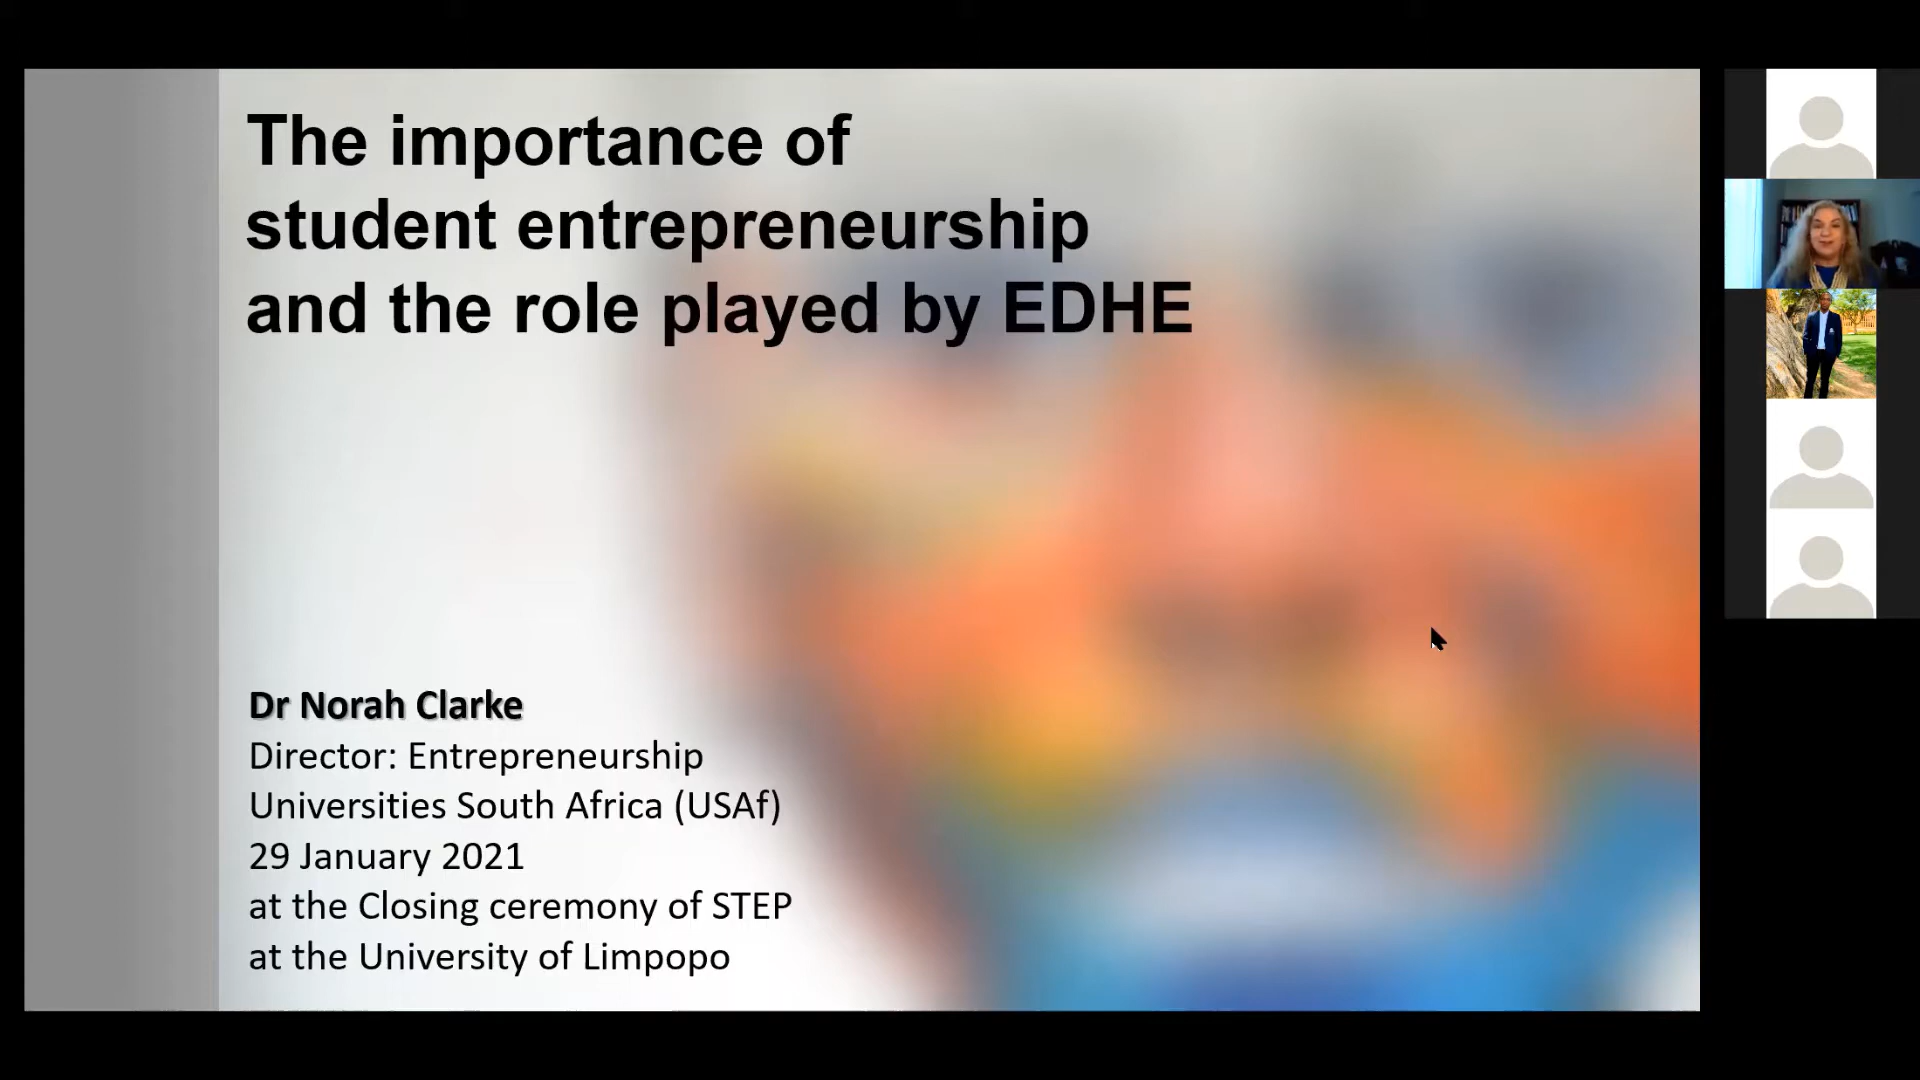 The importance of
student entrepreneurship
and the role played by EDHE
Dr Norah Clarke
Director: Entrepreneurship
Universities South Africa (USAf)
29 January 2021
at the Closing ceremony of STEP
at the University of Limpopo